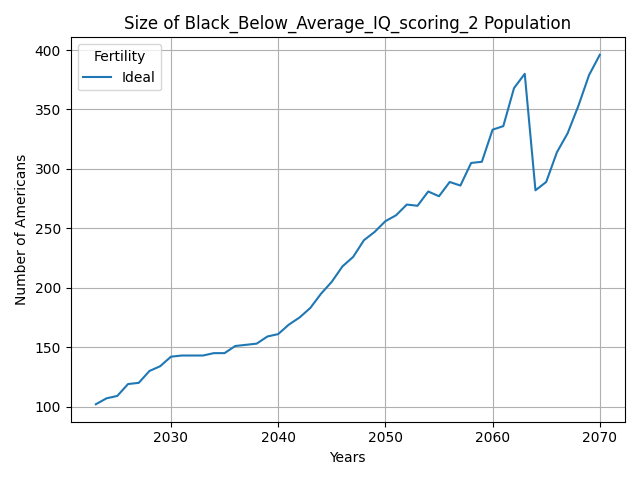 Size of Black_Below_Average_IQ_scoring_2 Population
Fertility
Ideal
400
350
300
250
200
150
100
Number of Americans
2030
2040
2050
2060
2070
Years